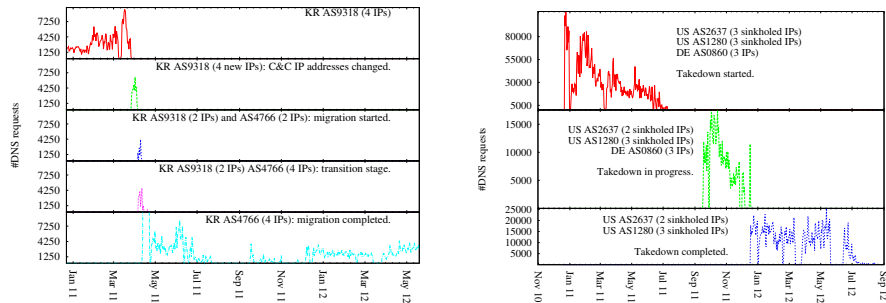 #DNS requests
KR AS9318 (4 IPs)
7250
4250
1250
KR AS9318 (4 new IPs): C&C IP addresses changed.
7250
4250
1250
KR AS9318 (2 IPs) and AS4766 (2 IPs): migration started.
7250
4250
1250
KR AS9318 (2 IPs) AS4766 (4 IPs): transition stage.
7250
4250
1250
KR AS4766 (4 IPs): migration completed.
7250
4250
1250
Jan 11
Mar 11
May 11
Jul 11
Sep 11
Nov 11
Jan 12
Mar 12
May 12
#DNS requests
80000
55000
30000
5000
US AS2637 (3 sinkholed IPs)
US AS1280 (3 sinkholed IPs)
DE AS0860 (3 IPs)
Takedown started.
15000
5000
2500
US AS2637 (2 sinkholed IPs)
US AS1280 (3 sinkholed IPs)
DE AS0860 (3 IPs)
Takedown in progress.
20000
15000
10000
5000
US AS2637 (2 sinkholed IPs)
US AS1280 (3 sinkholed IPs)
Takedown completed.
Nov 10
Jan 11
Mar 11
May 11
Jul 11
Sep 11
Nov 11
Jan 12
Mar 12
May 12
Jul 12
Sep 12